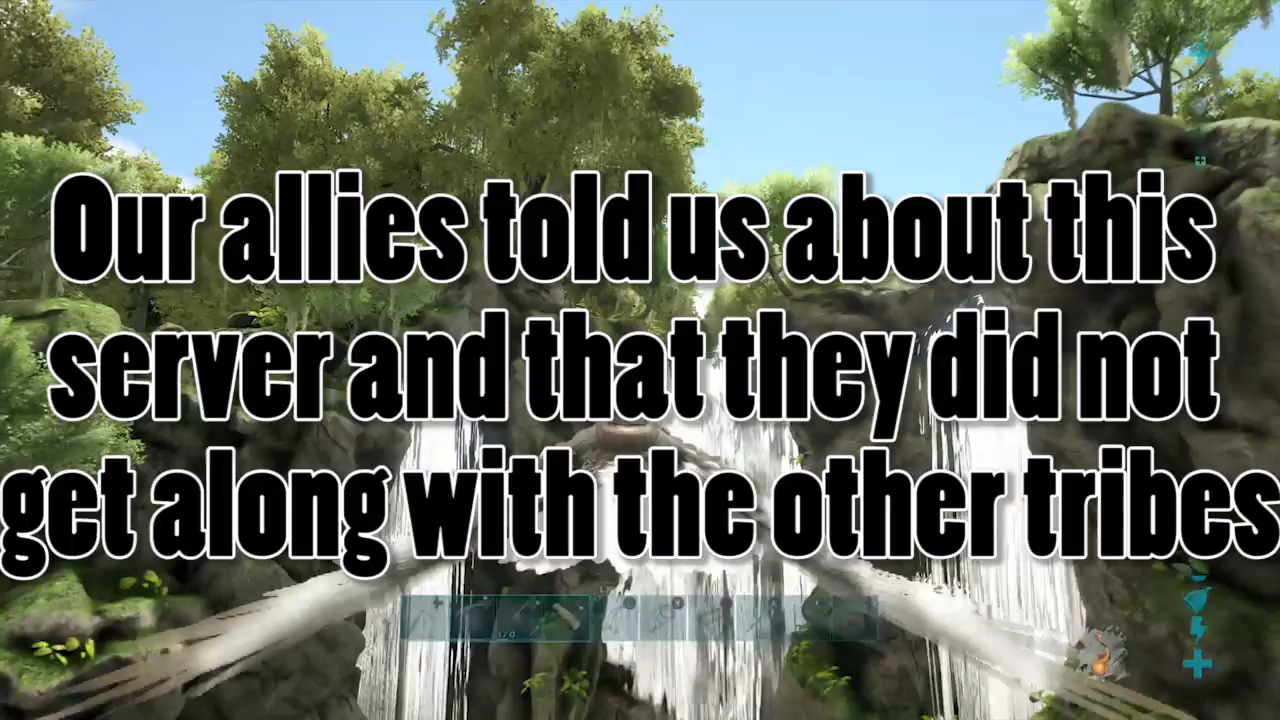 Our allies told us about this
server and that they did not
get along with the other tribes